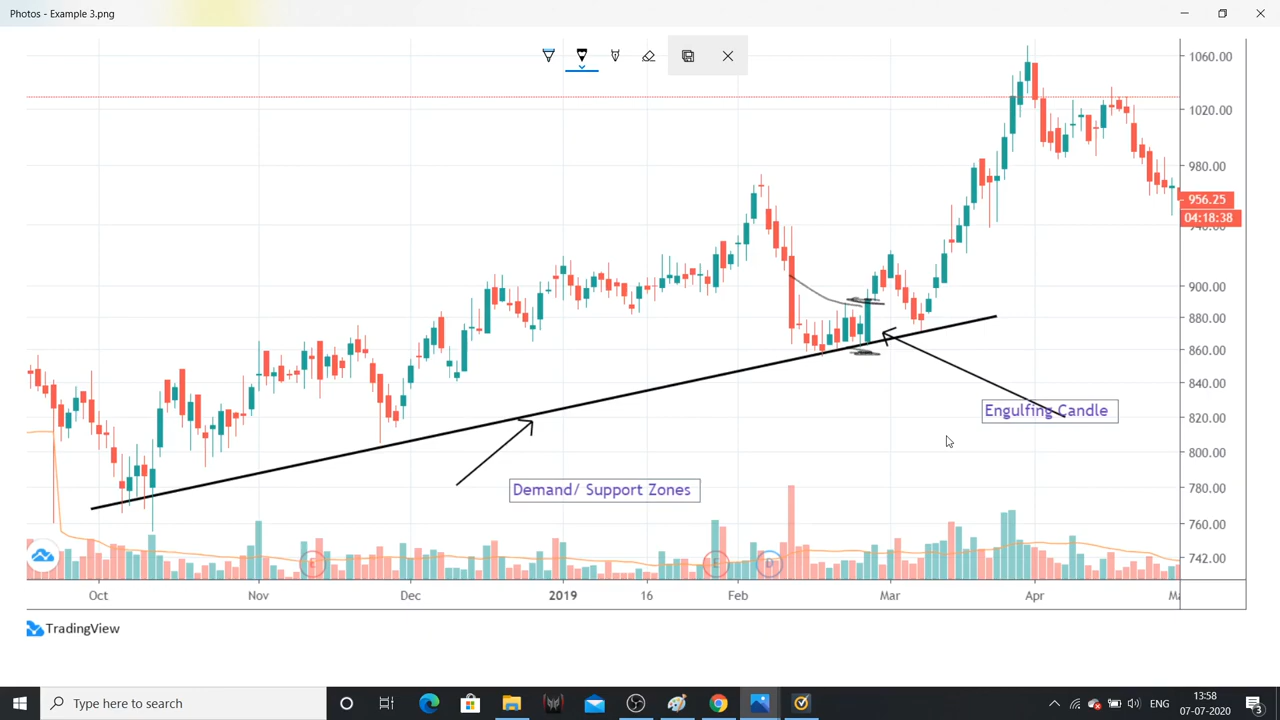 Photos - Example 3.png
1060.00
1020.00
980.00
956.25
04:18:38
900.00
880.00
860.00
840.00
Engulfing Candle
820.00
800.00
Demand/ Support Zones
780.00
760.00
E
E
D
742.00
Oct Nov Dec 2019 16 Feb Mar Apr
TradingView
Type here to search
ENG
13:58
07-07-2020
3